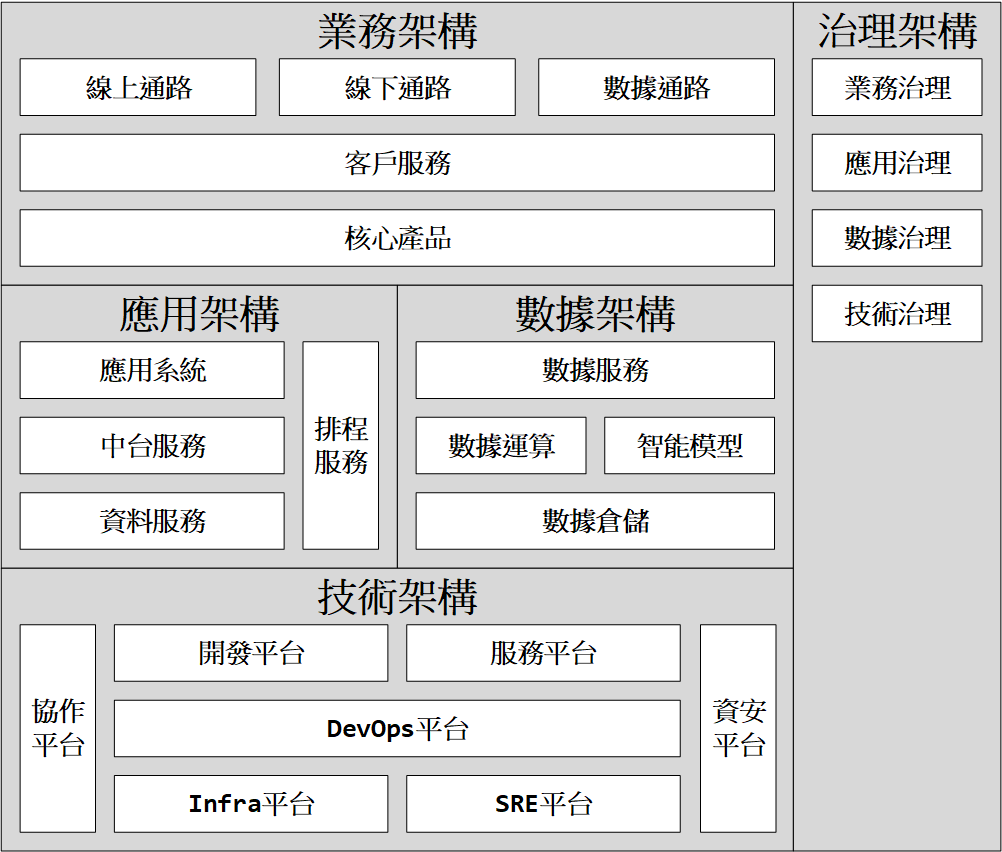 業務架構
線上通路
線下通路
數據通路
客戶服務
核心產品
應用架構
應用系統
中台服務
資料服務
排程
服務
數據架構
數據服務
數據運算
智能模型
數據倉儲
技術架構
協作
平台
開發平台
服務平台
DevOps平台
Infra平台
SRE平台
資安
平台
治理架構
業務治理
應用治理
數據治理
技術治理